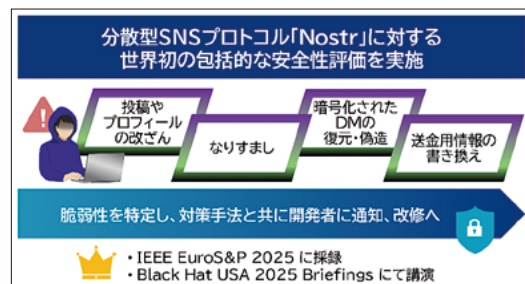 分散型SNSプロトコル「Nostr」に対する
世界初の包括的な安全性評価を実施
投稿や
プロフィール
の改ざん
なりすまし
暗号化された
DMの
復元・偽造
送金用情報の
書き換え
脆弱性を特定し、対策手法と共に開発者に通知、改修へ
・IEEE EuroS&P 2025 に採録
・Black Hat USA 2025 Briefings にて講演